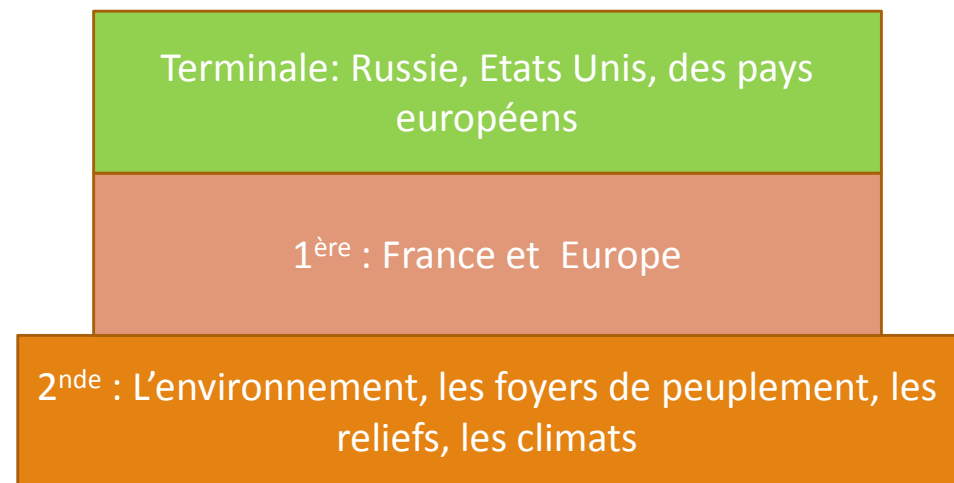 Terminale: Russie, Etats Unis, des pays
européens
1ère : France et  Europe
2nde : L’environnement, les foyers de peuplement, les
reliefs, les climats